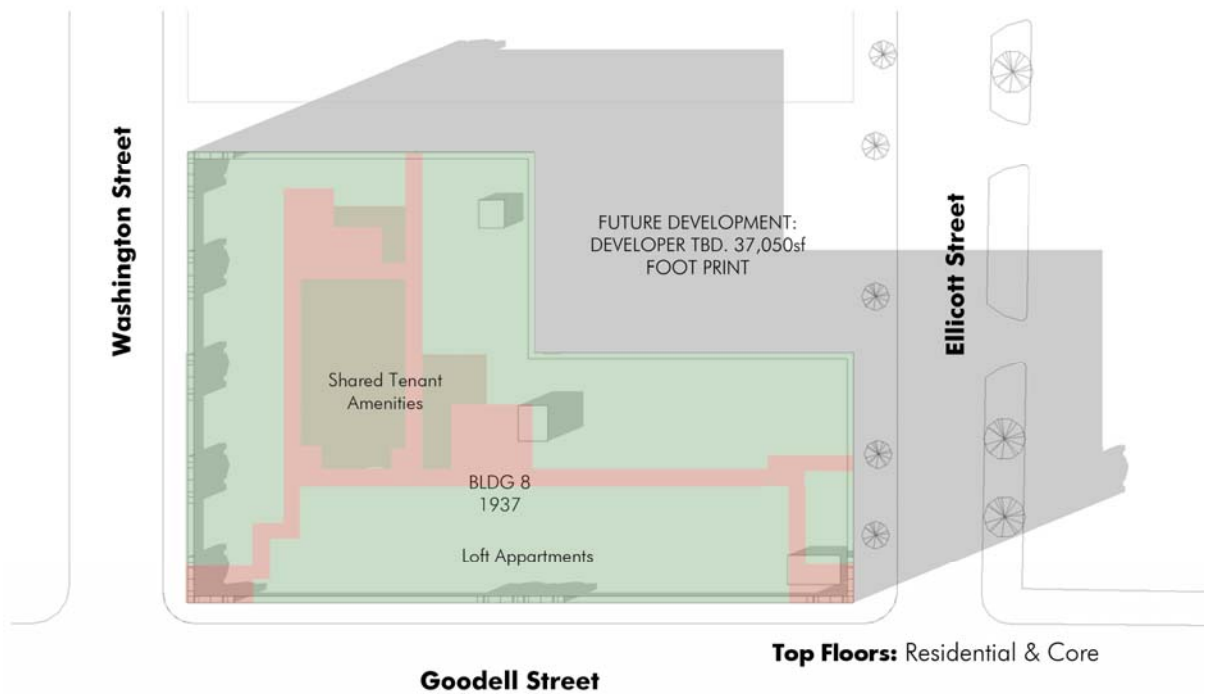 Washington Street
FUTURE DEVELOPMENT:
DEVELOPER TBD. 37,050sf
FOOT PRINT
Ellicott Street
Shared Tenant
Amenities
BLDG 8
1937
Loft Appartments
Top Floors: Residential & Core
Goodell Street